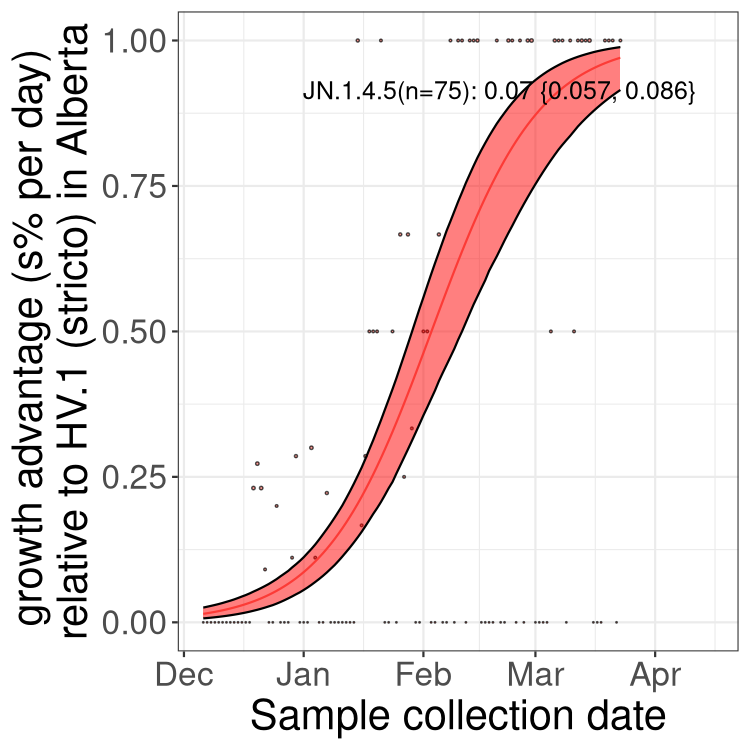 growth advantage (s% per day)
relative to HV.1 (stricto) in Alberta
1.00
JN.1.4.5(n=75): 0.07 {0.057, 0.086}
0.75
0.50
0.25
0.00
Dec Jan Feb Mar Apr
Sample collection date